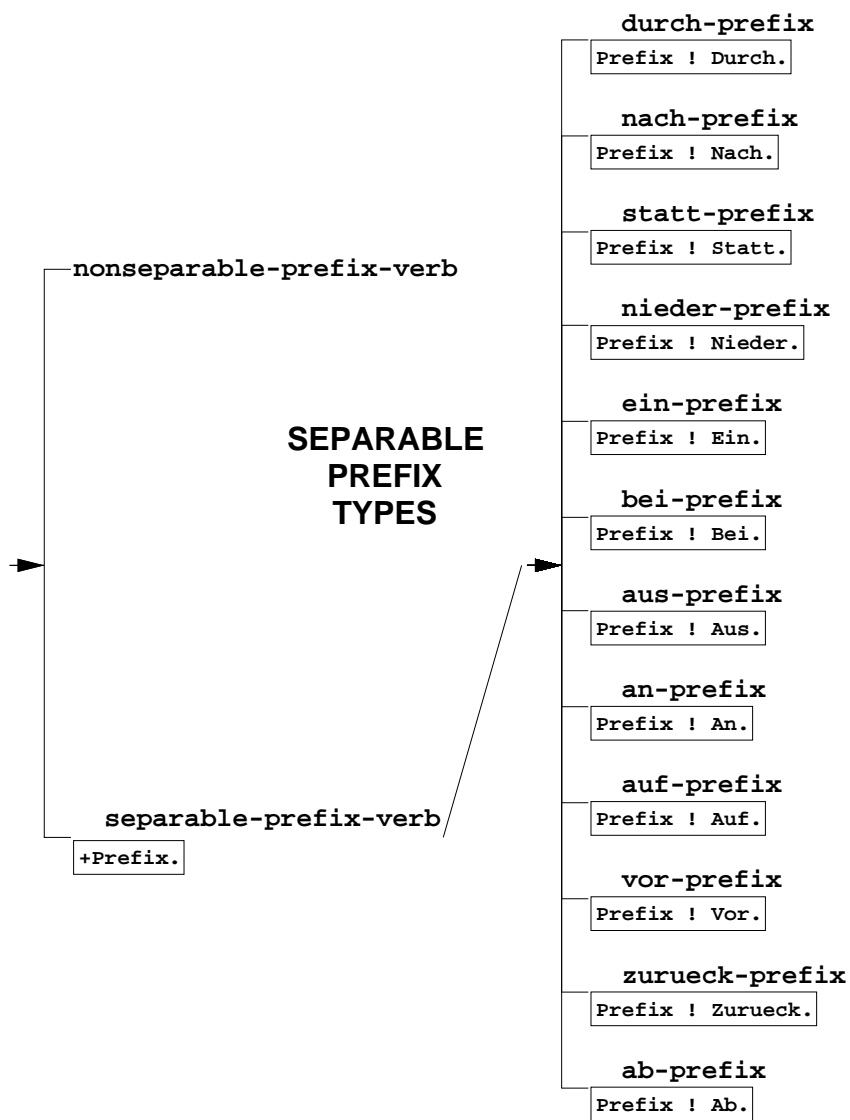 durch-prefix
Prefix ! Durch.
nach-prefix
Prefix ! Nach.
statt-prefix
Prefix ! Statt.
nonseparable-prefix-verb
nieder-prefix
Prefix ! Nieder.
ein-prefix
Prefix ! Ein.
SEPARABLE
PREFIX
TYPES
bei-prefix
Prefix ! Bei.
aus-prefix
Prefix ! Aus.
an-prefix
Prefix ! An.
auf-prefix
Prefix ! Auf.
separable-prefix-verb
+Prefix.
vor-prefix
Prefix ! Vor.
zurueck-prefix
Prefix ! Zurueck.
ab-prefix
Prefix ! Ab.